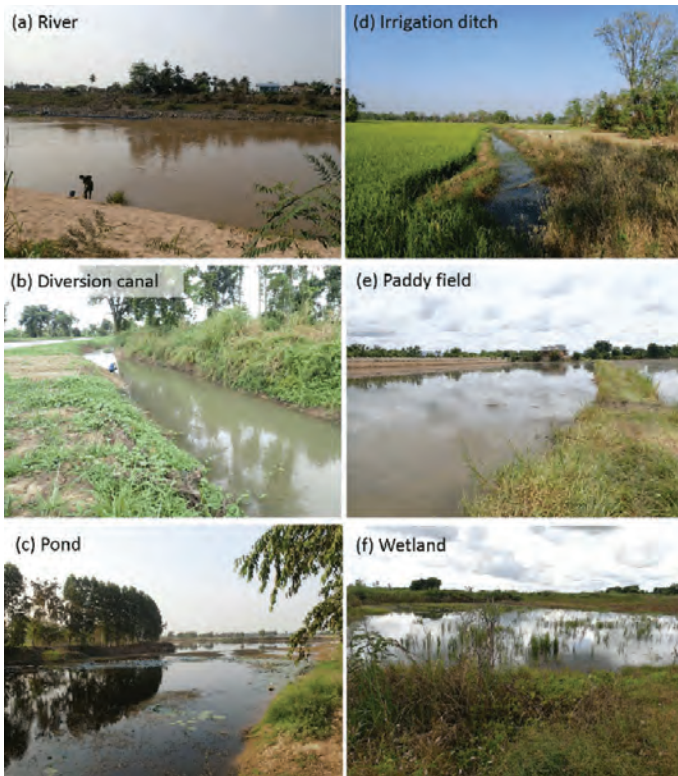 (a) River
(b) Diversion canal
(c) Pond
(d) Irrigation ditch
(e) Paddy field
(f) Wetland